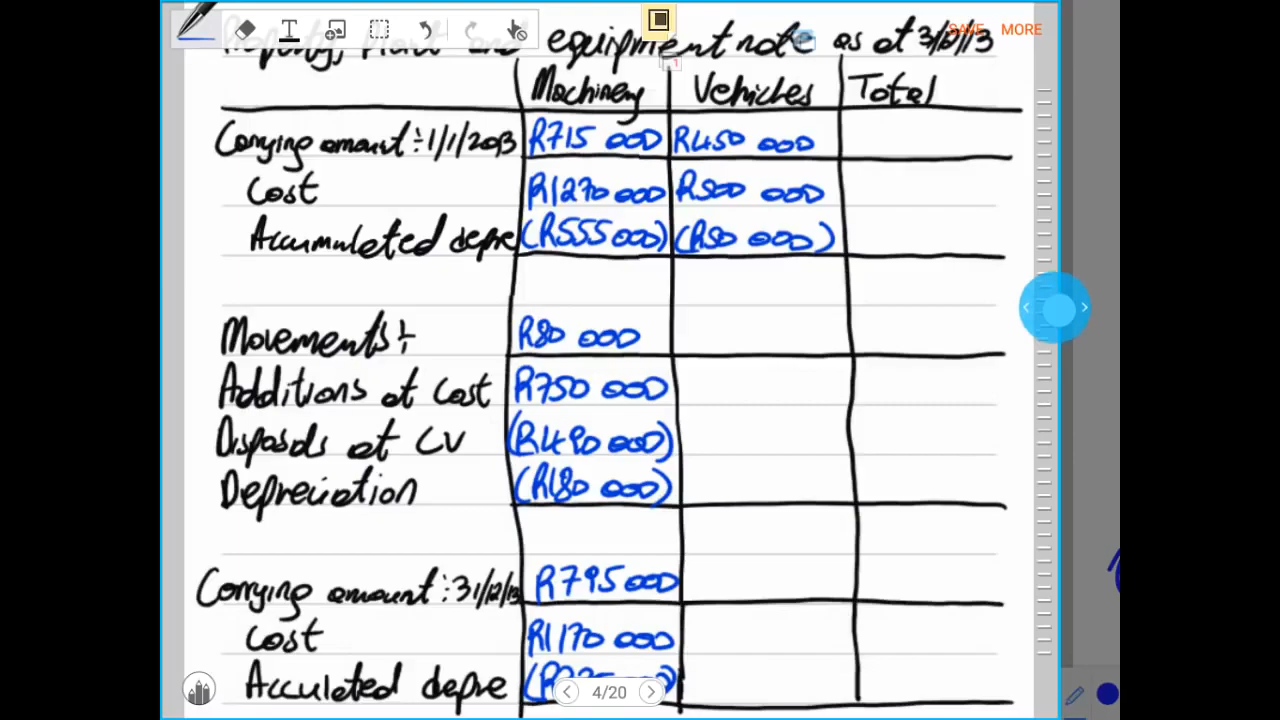 SAVE MORE
Property, plant and equipment note as at 31/12/13
Machinery Vehicles Total
Carrying amount : 1/1/2013 R715 000 R450 000
Cost R1270 000 R500 000
Accumulated depre (R555 000) (R50 000)
Movements : R80 000
Additions at cost R750 000
Disposals at CV (R490 000)
Depreciation (R180 000)
Carrying amount : 31/12/13 R795 000
Cost R1170 000
Acculated depre
4/20